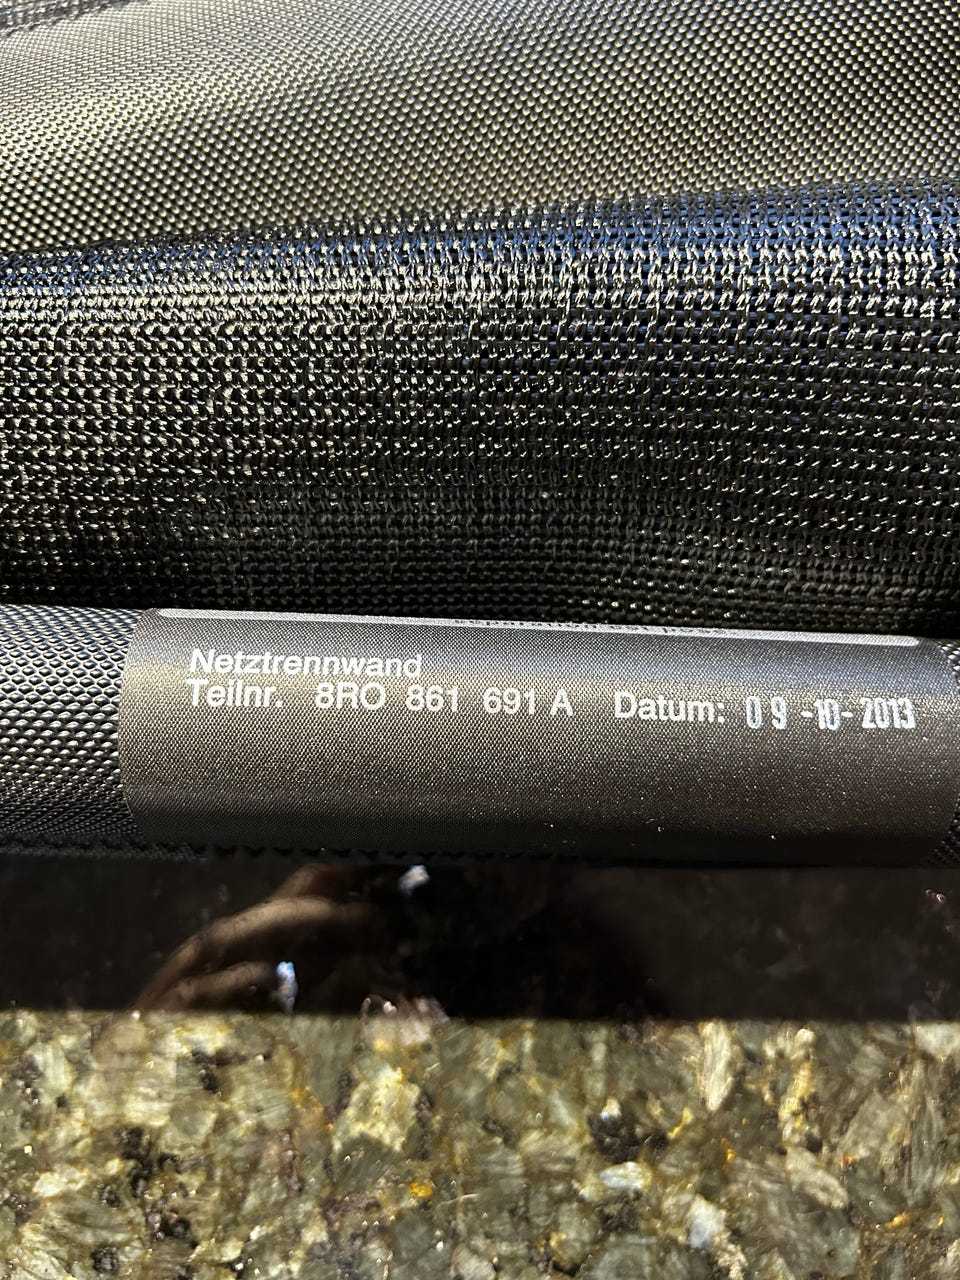 Netztrennwand
Teilnr. 8RO 861 691 A Datum: 09-10-2013